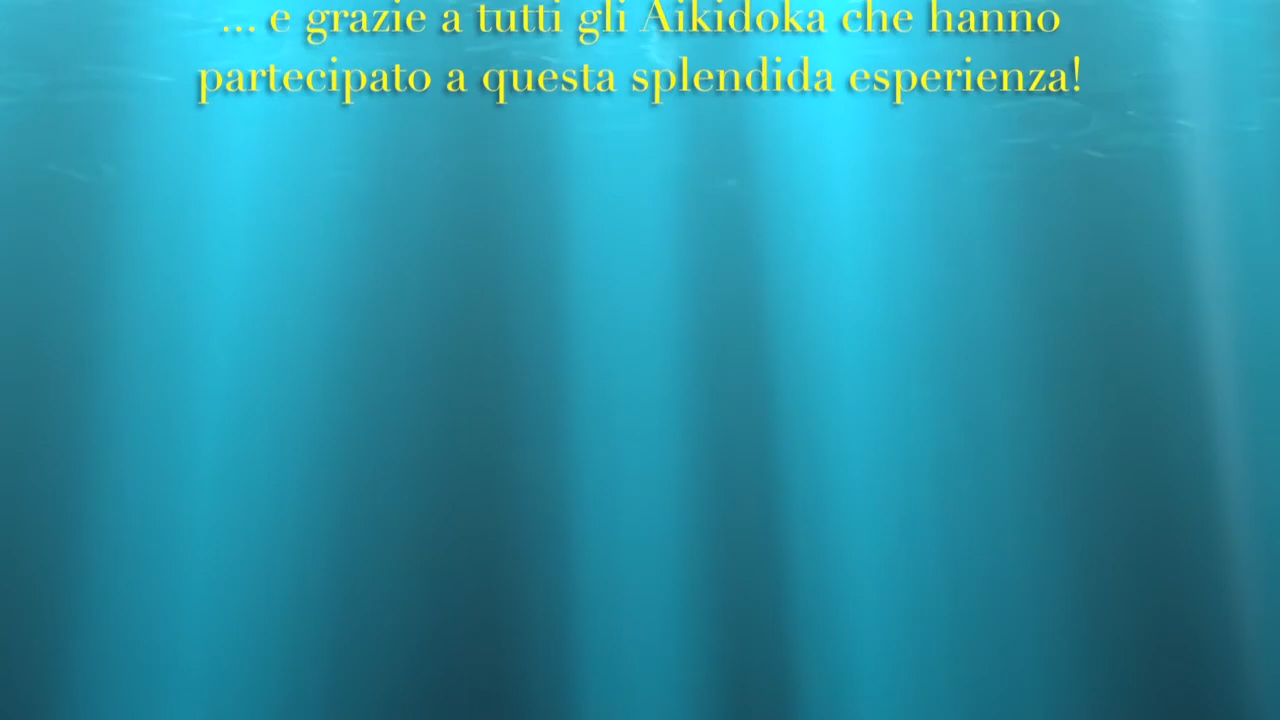 ... e grazie a tutti gli Aikidoka che hanno
partecipato a questa splendida esperienza!